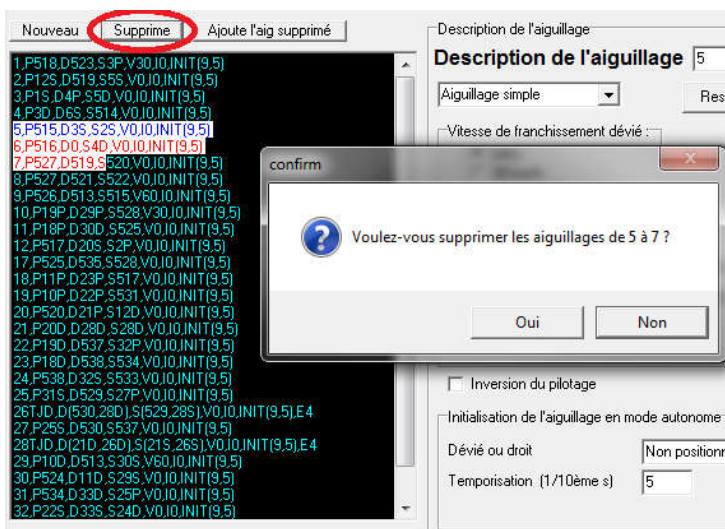 Nouveau Supprime Ajoute l'aig supprimé
1,P518,D523,S3P,V30,I0,INIT(9,5)
2,P12S,D519,S5S,V0,I0,INIT(9,5)
3,P1S,D4P,S5D,V0,I0,INIT(9,5)
4,P3D,D6S,S514,V0,I0,INIT(9,5)
5,P515,D3S,S2S,V0,I0,INIT(9,5)
6,P516,D0,S4D,V0,I0,INIT(9,5)
7,P527,D519,S520,V0,I0,INIT(9,5)
8,P527,D521,S522,V0,I0,INIT(9,5)
9,P526,D513,S515,V60,I0,INIT(9,5)
10,P19P,D29P,S528,V30,I0,INIT(9,5)
11,P18P,D30D,S525,V0,I0,INIT(9,5)
12,P517,D20S,S2P,V0,I0,INIT(9,5)
17,P525,D535,S528,V0,I0,INIT(9,5)
18,P11P,D23P,S517,V0,I0,INIT(9,5)
19,P10P,D22P,S531,V0,I0,INIT(9,5)
20,P520,D21P,S12D,V0,I0,INIT(9,5)
21,P20D,D28D,S28D,V0,I0,INIT(9,5)
22,P19D,D537,S32P,V0,I0,INIT(9,5)
23,P18D,D538,S534,V0,I0,INIT(9,5)
24,P538,D32S,S533,V0,I0,INIT(9,5)
25,P31S,D529,S27P,V0,I0,INIT(9,5)
26TJD,D(530,28D),S(529,28S),V0,I0,INIT(9,5),E4
27,P25S,D530,S537,V0,I0,INIT(9,5)
28TJD,D(21D,26D),S(21S,26S),V0,I0,INIT(9,5),E4
29,P10D,D513,S30S,V60,I0,INIT(9,5)
30,P524,D11D,S29S,V0,I0,INIT(9,5)
31,P534,D33D,S25P,V0,I0,INIT(9,5)
32,P22S,D33S,S24D,V0,I0,INIT(9,5)
Description de l'aiguillage
Description de l'aiguillage 5
Aiguillage simple Res
Vitesse de franchissement dévié :
confirm
Voulez-vous supprimer les aiguillages de 5 à 7 ?
Oui Non
Inversion du pilotage
Initialisation de l'aiguillage en mode autonome
Dévié ou droit Non positionn
Temporisation (1/10ème s) 5